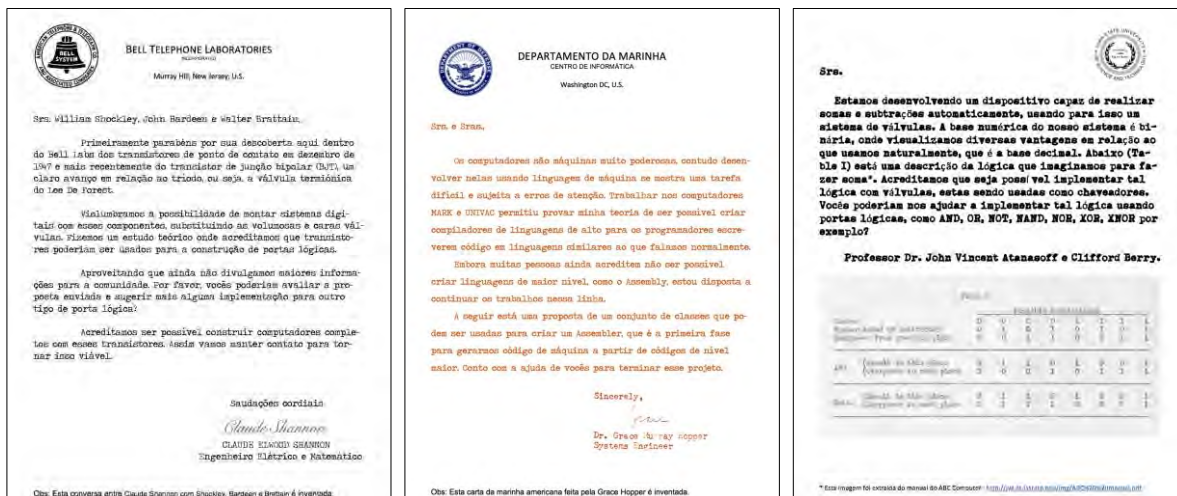 BELL SYSTEM
BELL TELEPHONE LABORATORIES
Murray Hill, New Jersey, U.S.
Srs. William Shockley, John Bardeen e Walter Brattain,
Primeiramente parabéns por sua descoberta aqui dentro
do Bell Labs dos transistores de ponto de contato em dezembro de
1947 e mais recentemente do transistor de junção bipolar (BJT), um
claro avanço em relação ao tríodo, ou seja, a válvula termiônica
do Lee De Forest.
Vislumbramos a possibilidade de montar sistemas digi-
tais com esses componentes, substituindo as volumosas e caras vál-
vulas. Fizemos um estudo teórico onde acreditamos que transisto-
res poderiam ser usados para a construção de portas lógicas.
Aproveitando que ainda não divulgamos maiores informa-
ções para a comunidade. Por favor, vocês poderiam avaliar a pro-
posta enviada e sugerir mais alguma implementação para outro
tipo de porta lógica?
Acreditamos ser possível construir computadores comple-
tos com esses transistores. Assim vamos manter contato para tor-
nar isso viável.
Saudações cordiais
Claude Shannon
CLAUDE ELWOOD SHANNON
Engenheiro Elétrico e Matemático
Obs: Esta conversa entre Claude Shannon com Shockley, Bardeen e Brattain é inventada.
DEPARTAMENTO DA MARINHA
CENTRO DE INFORMÁTICA
Washington DC, U.S.
Srs. e Sras.
Os computadores são máquinas muito poderosas, contudo desen-
volver nelas usando linguagem de máquina se mostra uma tarefa
difícil e sujeita a erros de atenção. Trabalhar nos computadores
MARK e UNIVAC permitiu provar minha teoria de ser possível criar
compiladores de linguagens de alto para os programadores escre-
verem código em linguagens similares ao que falamos normalmente.
Embora muitas pessoas ainda acreditem não ser possível
criar linguagens de maior nível, como o Assembly, estou disposta a
continuar os trabalhos nessa linha.
A seguir está uma proposta de um conjunto de classes que po-
dem ser usadas para criar um Assembler, que é a primeira fase
para gerarmos código de máquina a partir de códigos de nível
maior. Conto com a ajuda de vocês para terminar esse projeto.
Sincerely,
Dr. Grace Murray Hopper
Systems Engineer
Obs: Esta carta da marinha americana feita pela Grace Hopper é inventada.
Srs.
Estamos desenvolvendo um dispositivo capaz de realizar
somas e subtrações automaticamente, usando para isso um
sistema de válvulas. A base numérica do nosso sistema é bi-
nária, onde visualizamos diversas vantagens em relação ao
que usamos naturalmente, que é a base decimal. Abaixo (Ta-
ble I) está uma descrição da lógica que imaginamos para fa-
zer soma*. Acreditamos que seja possível implementar tal
lógica com válvulas, estas sendo usadas como chaveadores.
Vocês poderiam nos ajudar a implementar tal lógica usando
portas lógicas, como AND, OR, NOT, NAND, NOR, XOR, XNOR por
exemplo?
Professor Dr. John Vincent Atanasoff e Clifford Berry.
* Esta imagem foi extraída do manual do ABC Computer -